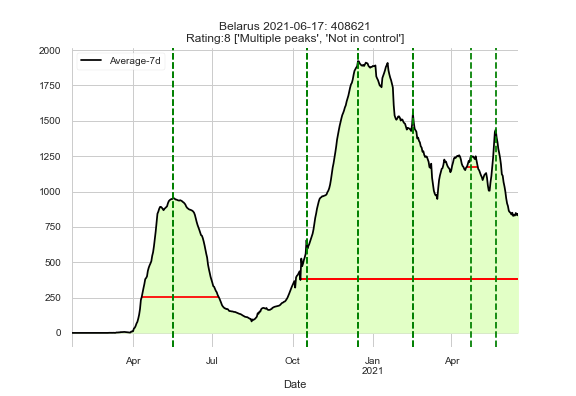 Belarus 2021-06-17: 408621
Rating:8 ['Multiple peaks', 'Not in control']
2000
Average-7d
1750
1500
1250
1000
750
500
250
0
Apr Jul Oct Jan Apr
2021
Date